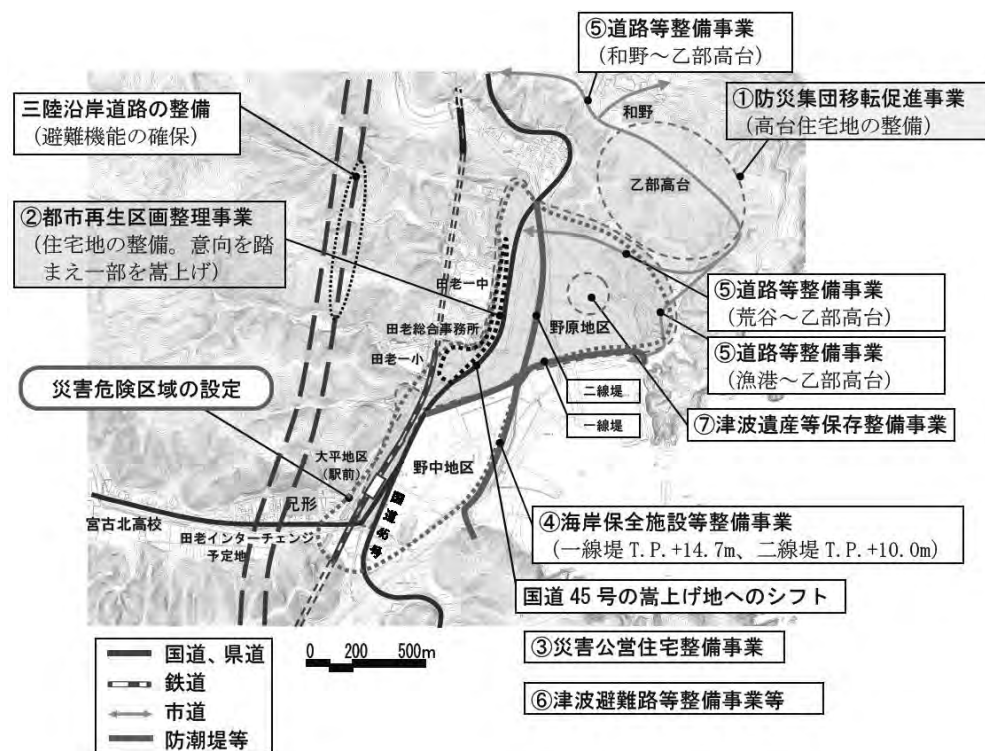 ⑤道路等整備事業
(和野～乙部高台)
三陸沿岸道路の整備
(避難機能の確保)
和野
①防災集団移転促進事業
(高台住宅地の整備)
乙部高台
②都市再生区画整理事業
(住宅地の整備。意向を踏
まえ一部を嵩上げ)
田老一中
⑤道路等整備事業
(荒谷～乙部高台)
田老総合事務所
野原地区
田老一小
⑤道路等整備事業
(漁港～乙部高台)
災害危険区域の設定
二線堤
一線堤
⑦津波遺産等保存整備事業
大平地区
(駅前)
野中地区
乙形
宮古北高校
国道45号
④海岸保全施設等整備事業
(一線堤T.P.+14.7m、二線堤T.P.+10.0m)
田老インターチェンジ
予定地
国道45号の嵩上げ地へのシフト
③災害公営住宅整備事業
⑥津波避難路等整備事業等
国道、県道
鉄道
市道
防潮堤等
0 200 500m